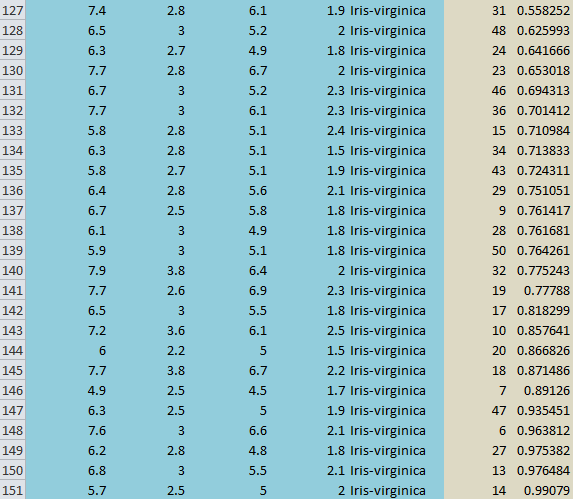 127 7.4 2.8 6.1 1.9 Iris-virginica 31 0.558252
128 6.5 3 5.2 2 Iris-virginica 48 0.625993
129 6.3 2.7 4.9 1.8 Iris-virginica 24 0.641666
130 7.7 2.8 6.7 2 Iris-virginica 23 0.653018
131 6.7 3 5.2 2.3 Iris-virginica 46 0.694313
132 7.7 3 6.1 2.3 Iris-virginica 36 0.701412
133 5.8 2.8 5.1 2.4 Iris-virginica 15 0.710984
134 6.3 2.8 5.1 1.5 Iris-virginica 34 0.713833
135 5.8 2.7 5.1 1.9 Iris-virginica 43 0.724311
136 6.4 2.8 5.6 2.1 Iris-virginica 29 0.751051
137 6.7 2.5 5.8 1.8 Iris-virginica 9 0.761417
138 6.1 3 4.9 1.8 Iris-virginica 28 0.761681
139 5.9 3 5.1 1.8 Iris-virginica 50 0.764261
140 7.9 3.8 6.4 2 Iris-virginica 32 0.775243
141 7.7 2.6 6.9 2.3 Iris-virginica 19 0.77788
142 6.5 3 5.5 1.8 Iris-virginica 17 0.818299
143 7.2 3.6 6.1 2.5 Iris-virginica 10 0.857641
144 6 2.2 5 1.5 Iris-virginica 20 0.866826
145 7.7 3.8 6.7 2.2 Iris-virginica 18 0.871486
146 4.9 2.5 4.5 1.7 Iris-virginica 7 0.89126
147 6.3 2.5 5 1.9 Iris-virginica 47 0.935451
148 7.6 3 6.6 2.1 Iris-virginica 6 0.963812
149 6.2 2.8 4.8 1.8 Iris-virginica 27 0.975382
150 6.8 3 5.5 2.1 Iris-virginica 13 0.976484
151 5.7 2.5 5 2 Iris-virginica 14 0.99079